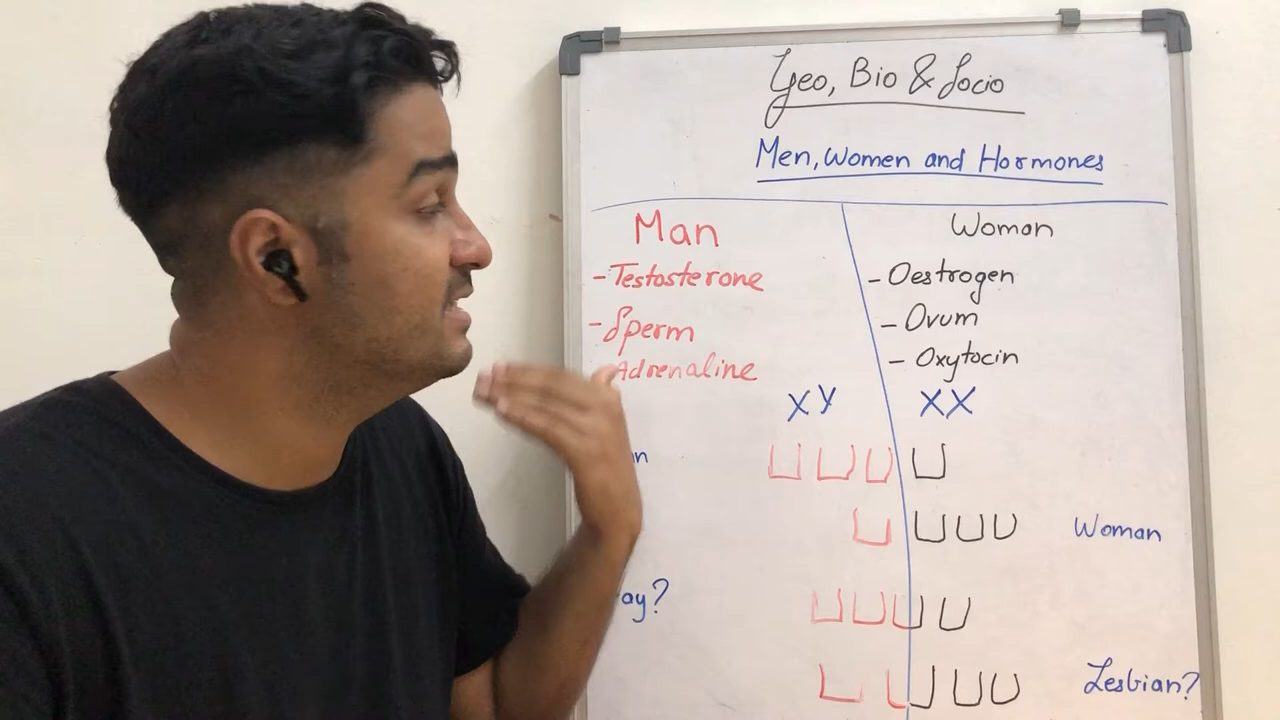 Geo, Bio & Socio
Men, Women and Hormones
Man
Woman
- Testosterone
- Oestrogen
- Sperm
- Ovum
Adrenaline
- Oxytocin
XY
XX
n
Woman
ay?
Lesbian?